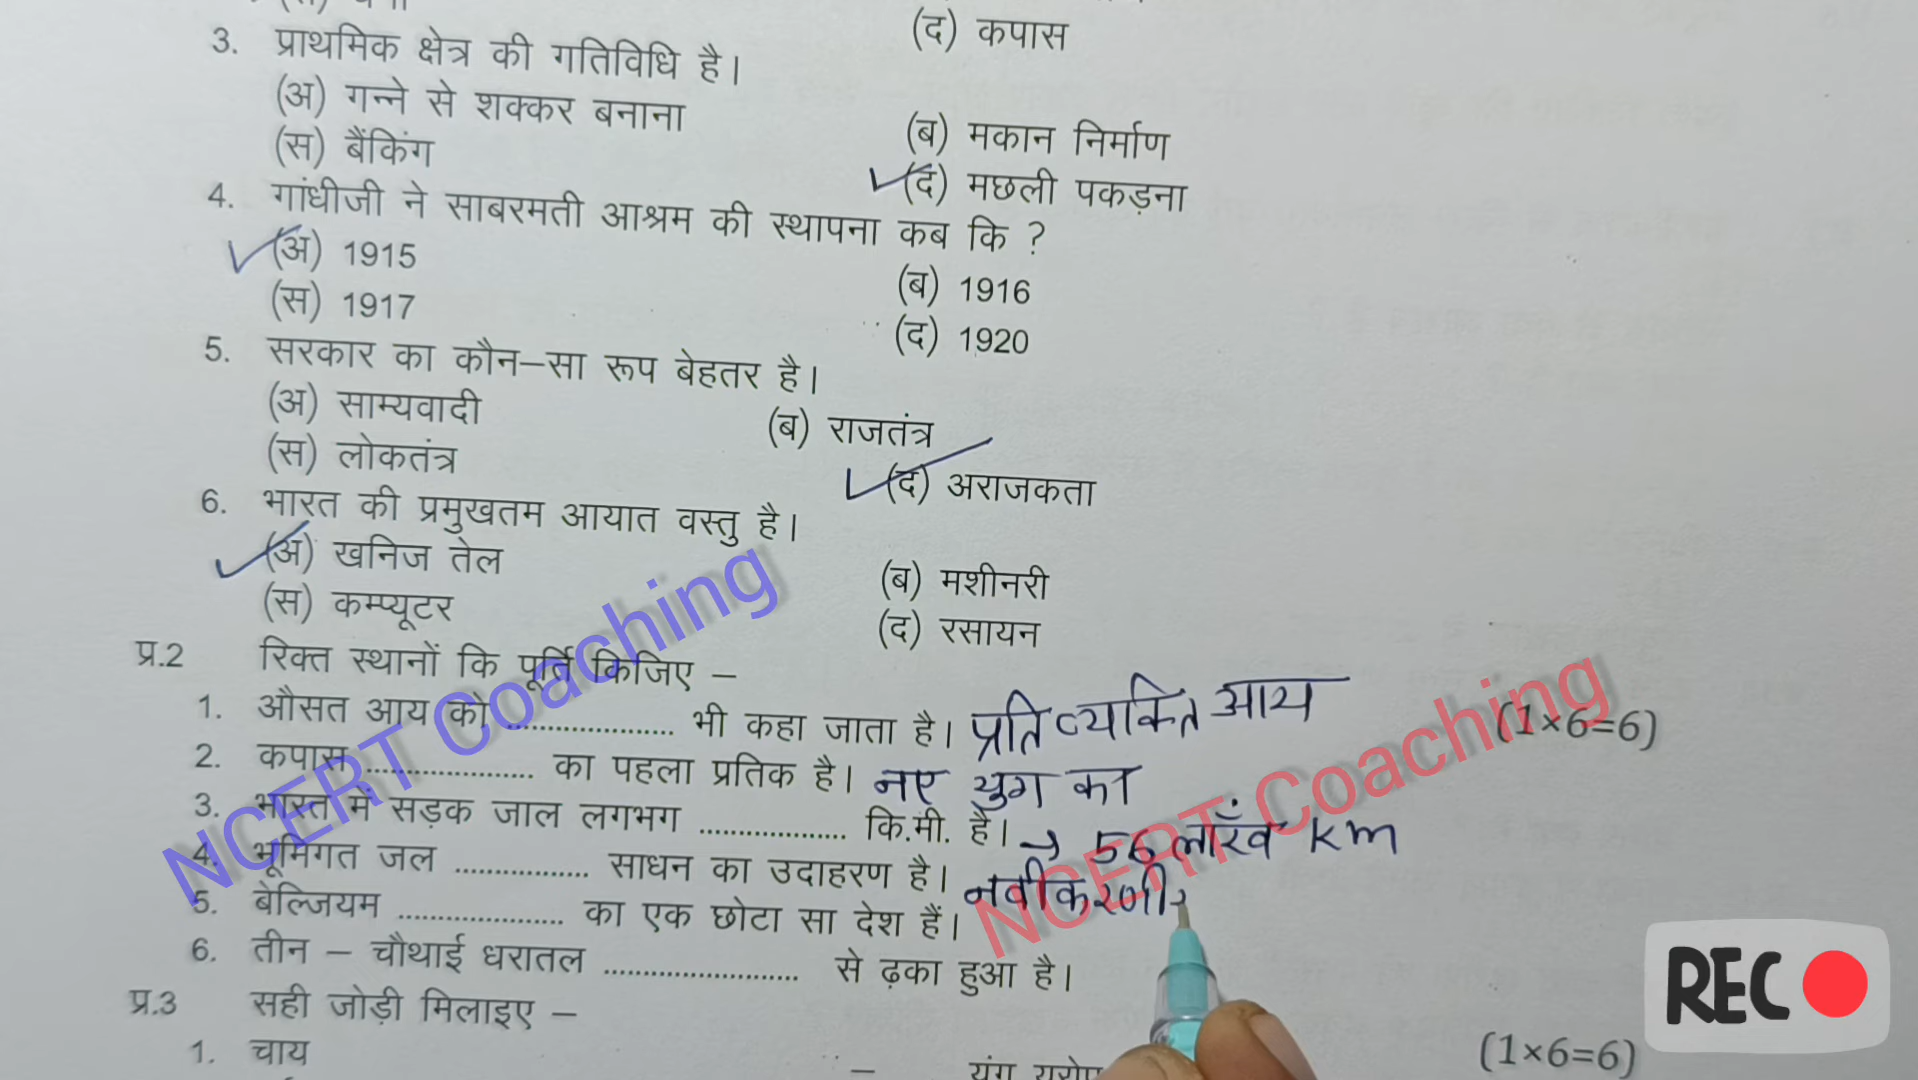 (द) कपास
3. प्राथमिक क्षेत्र की गतिविधि है।
(अ) गन्ने से शक्कर बनाना
(ब) मकान निर्माण
(स) बैंकिंग
(द) मछली पकड़ना
4. गांधीजी ने साबरमती आश्रम की स्थापना कब कि ?
(अ) 1915
(ब) 1916
(स) 1917
(द) 1920
5. सरकार का कौन–सा रूप बेहतर है।
(अ) साम्यवादी
(ब) राजतंत्र
(स) लोकतंत्र
(द) अराजकता
6. भारत की प्रमुखतम आयात वस्तु है।
(अ) खनिज तेल
(ब) मशीनरी
(स) कम्प्यूटर
(द) रसायन
प्र.2 रिक्त स्थानों कि पूर्ति किजिए –
(1×6=6)
1. औसत आय को .................... भी कहा जाता है। प्रति व्यक्ति आय
2. कपास .................... का पहला प्रतिक है। नए युग का
3. भारत में सड़क जाल लगभग .................. कि.मी. है। → 56 लाख km
4. भूमिगत जल ................ साधन का उदाहरण है। नवीकरणी
5. बेल्जियम .................... का एक छोटा सा देश हैं।
6. तीन – चौथाई धरातल ........................ से ढ़का हुआ है।
प्र.3 सही जोड़ी मिलाइए –
(1×6=6)
1. चाय – यंग यूरोप
NCERT Coaching
NCERT Coaching
REC